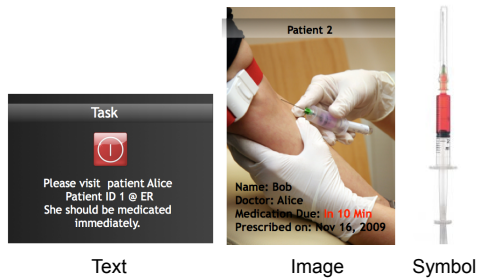 Task
Please visit patient Alice
Patient ID 1 @ ER
She should be medicated
immediately.
Patient 2
Name: Bob
Doctor: Alice
Medication Due: In 10 Min
Prescribed on: Nov 16, 2009
Text
Image
Symbol